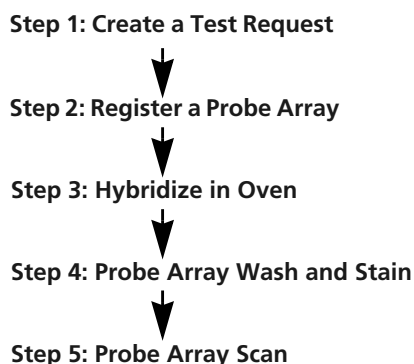 Step 1: Create a Test Request
Step 2: Register a Probe Array
Step 3: Hybridize in Oven
Step 4: Probe Array Wash and Stain
Step 5: Probe Array Scan